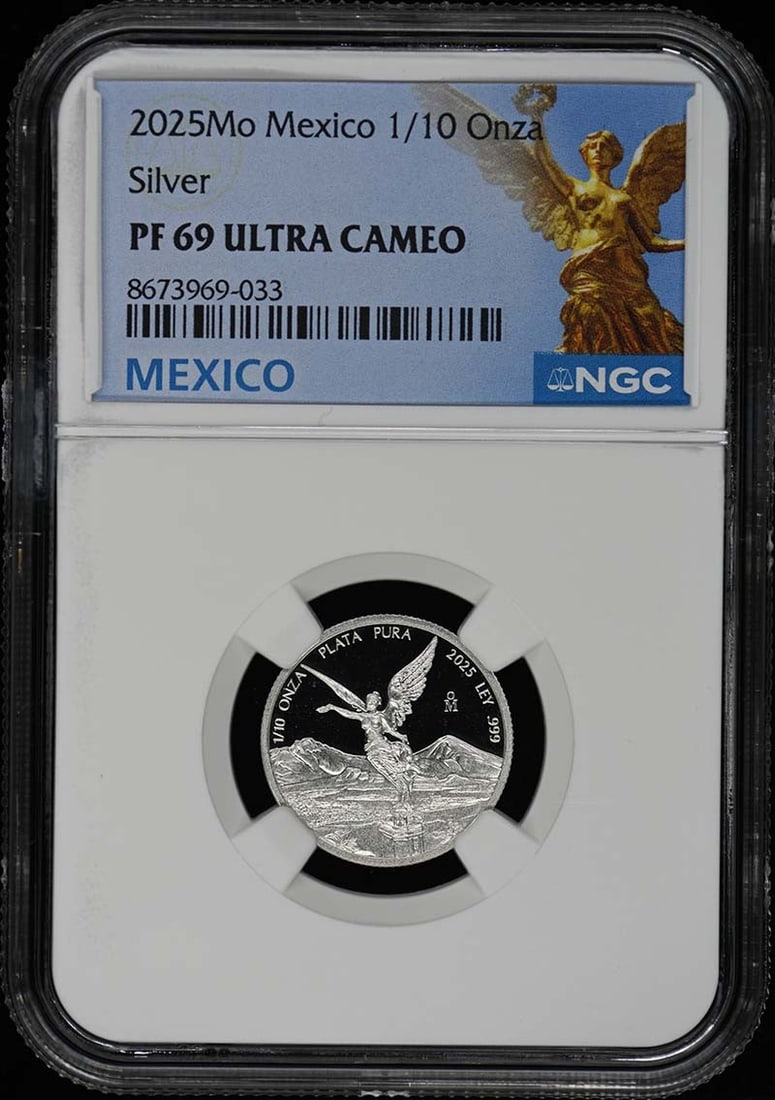 2025Mo Mexico 1/10 Onza
Silver
PF 69 ULTRA CAMEO
8673969-033
MEXICO
NGC
1/10 ONZA PLATA PURA 2025 LEY .999
oM